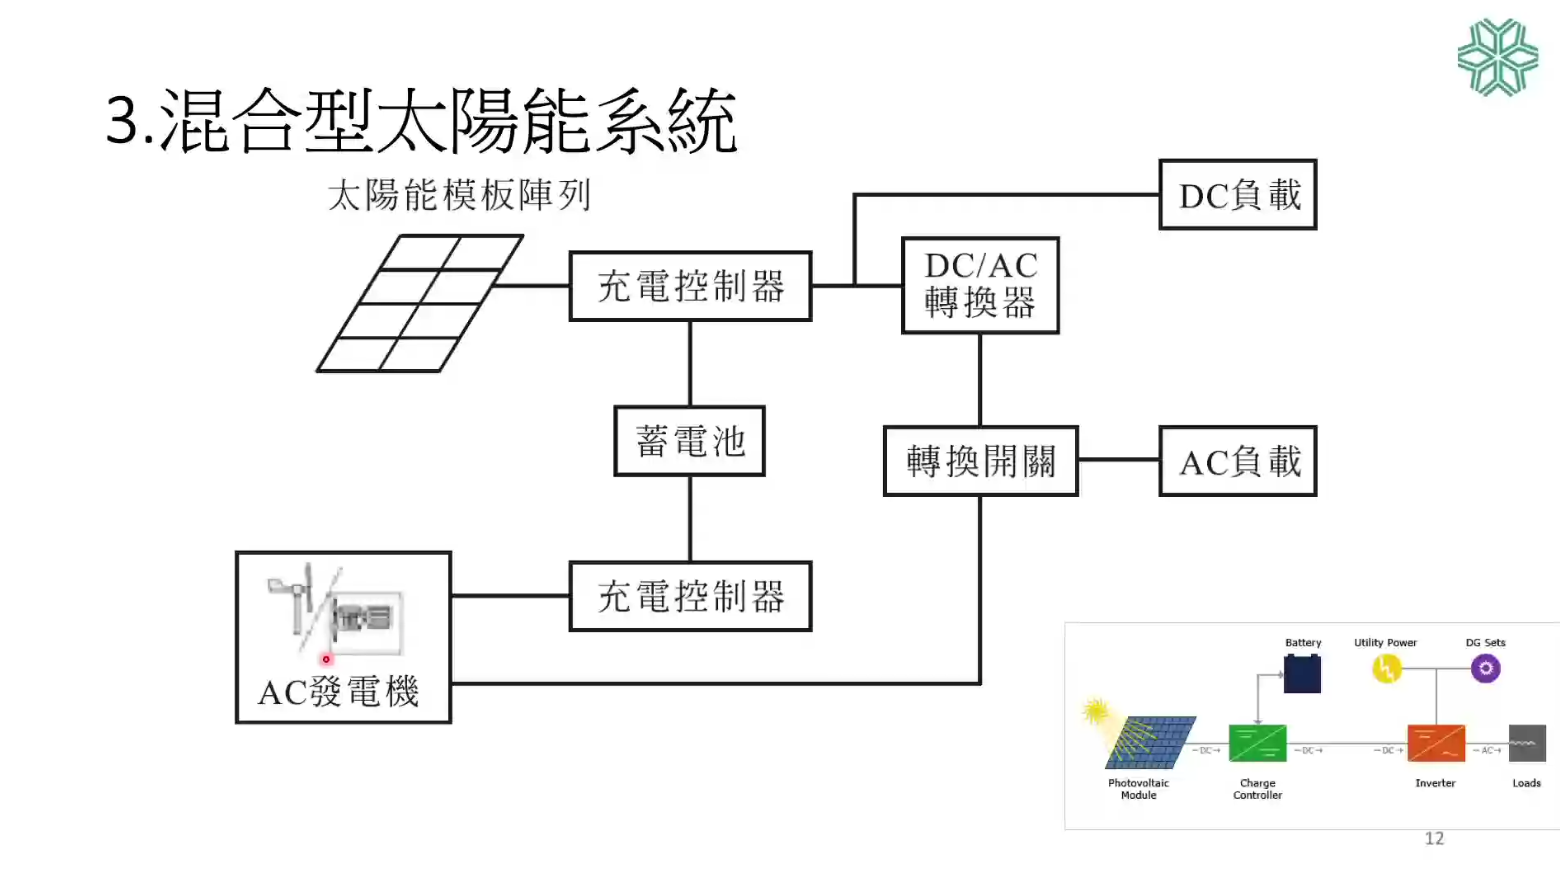 3.混合型太陽能系統
太陽能模板陣列
DC負載
充電控制器
DC/AC
轉換器
蓄電池
轉換開關
AC負載
充電控制器
AC發電機
Battery
Utility Power
DG Sets
DC
DC
DC
AC
Photovoltaic
Module
Charge
Controller
Inverter
Loads
12